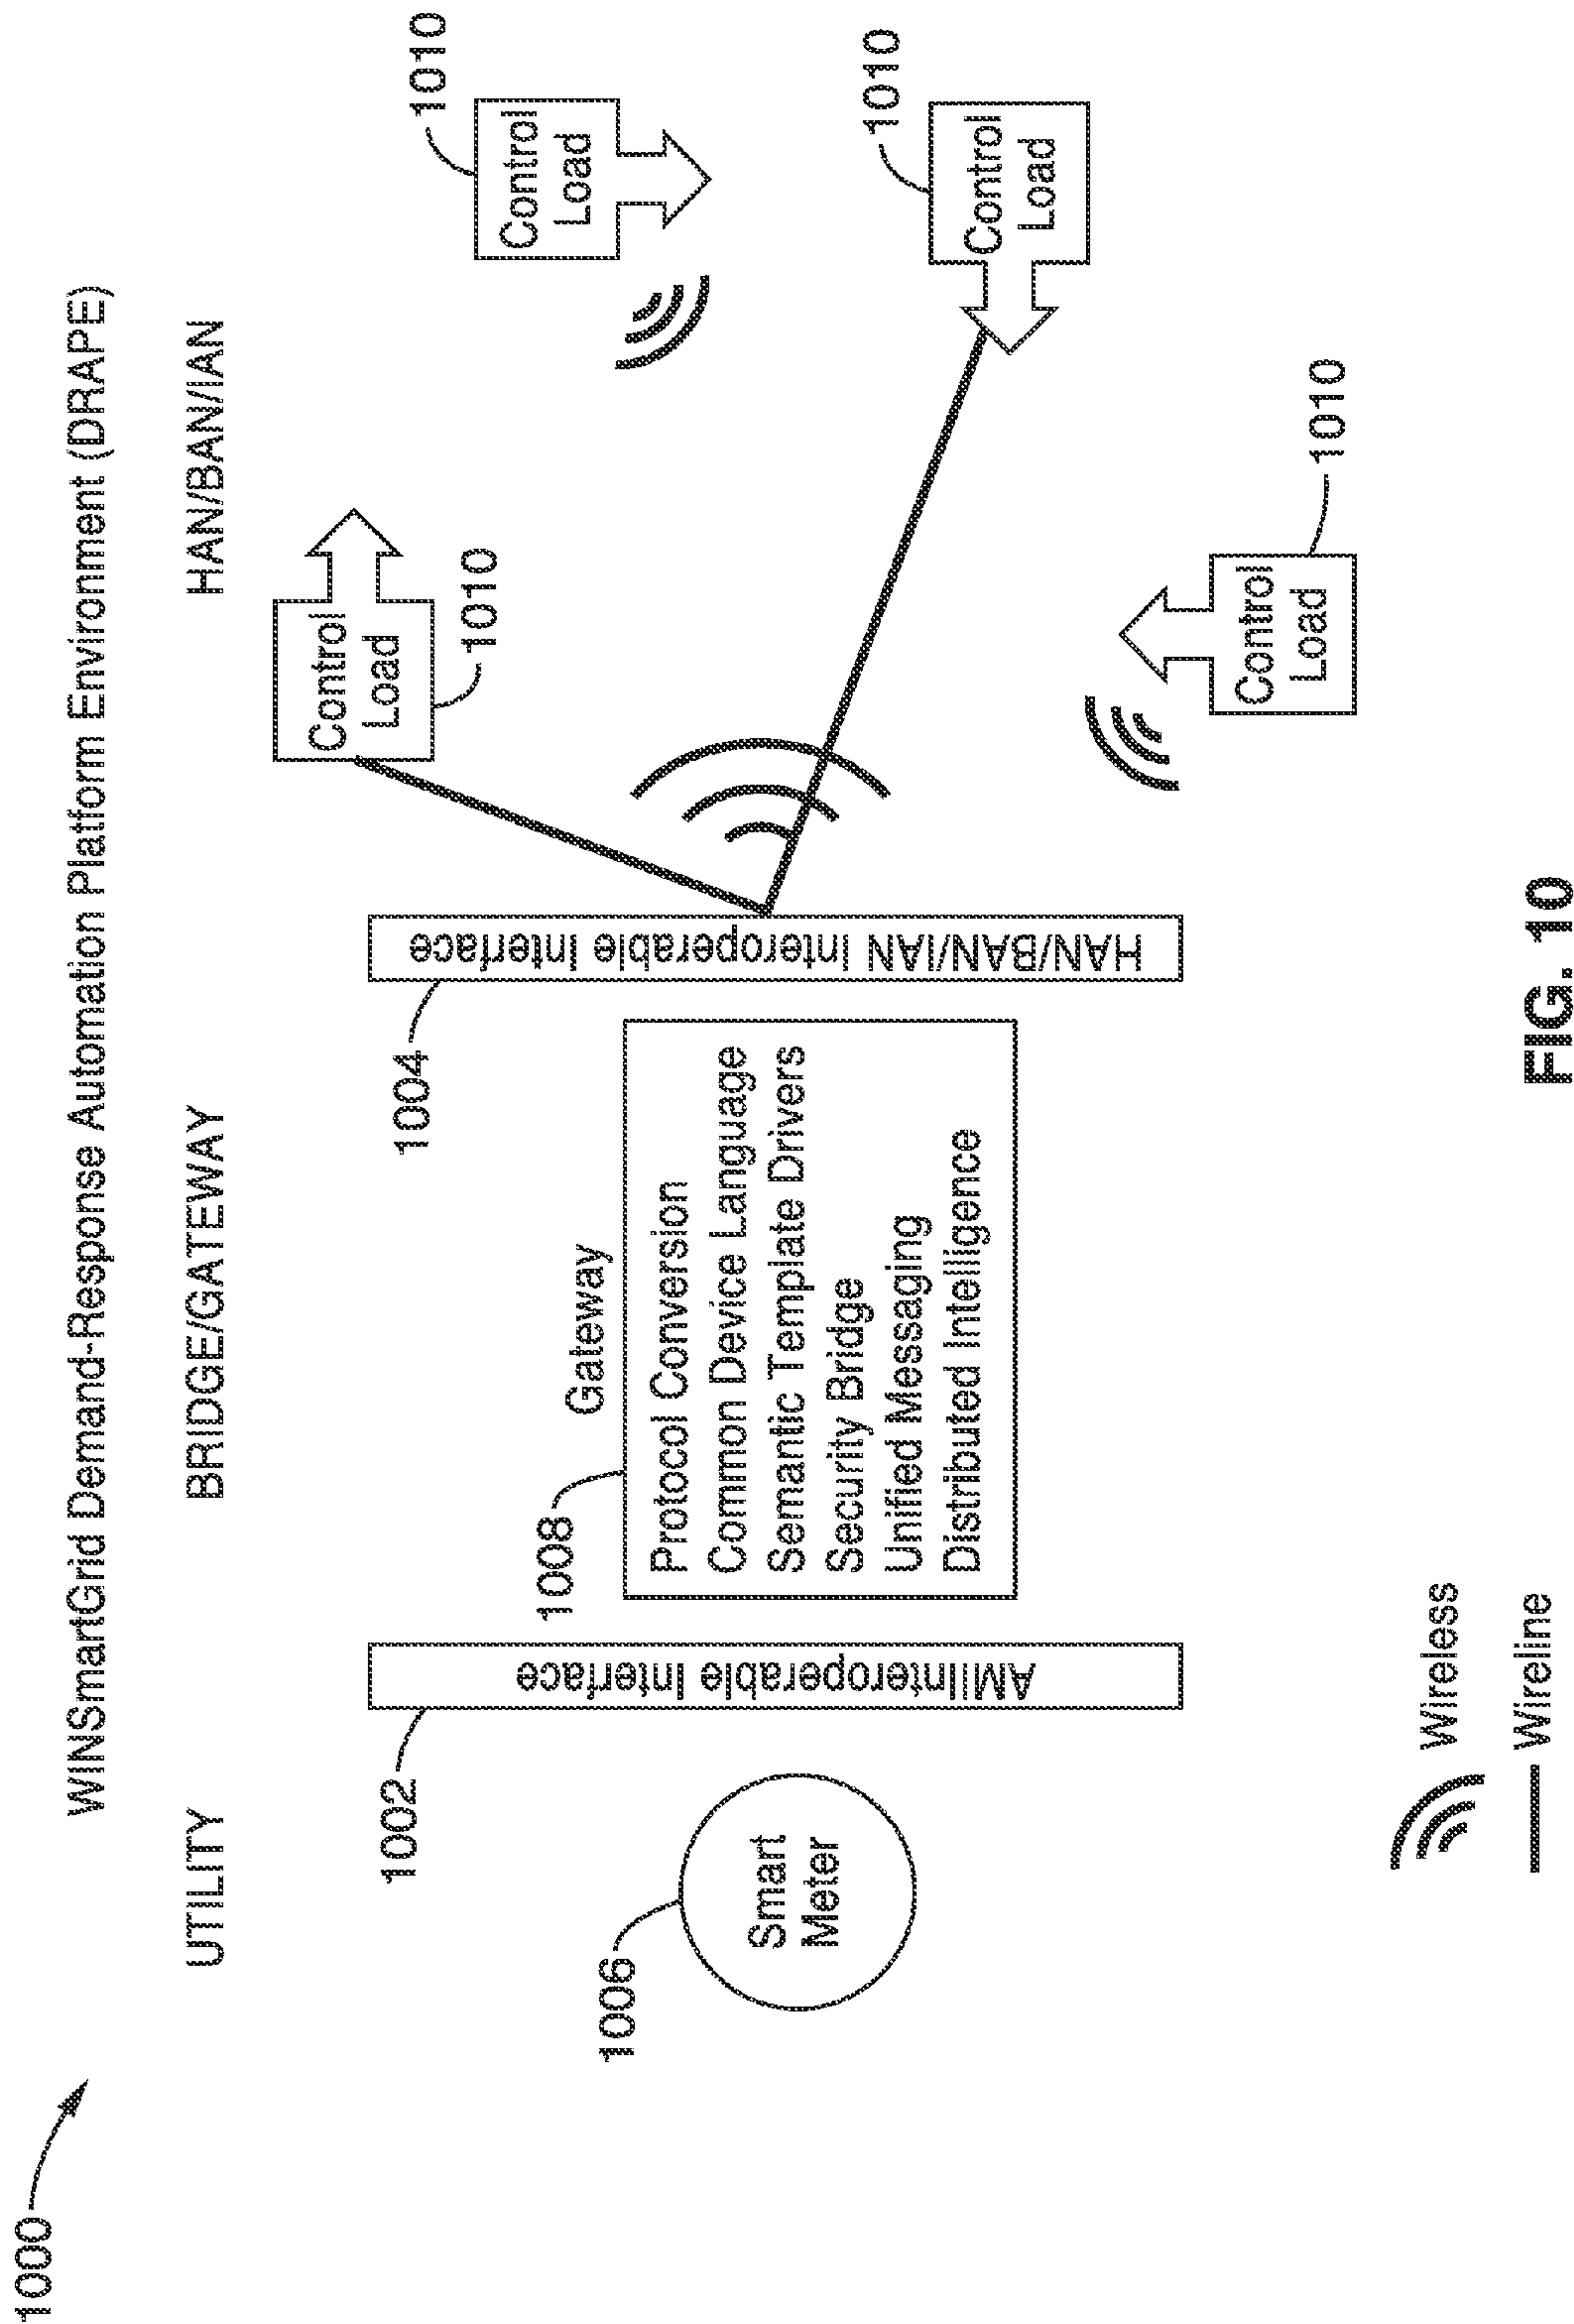 1000
WINSmartGrid Demand-Response Automation Platform Environment (DRAPE)
UTILITY
BRIDGE/GATEWAY
HAN/BAN/IAN
1006
Smart
Meter
1002
AMIInteroperable Interface
1008
Gateway
Protocol Conversion
Common Device Language
Semantic Template Drivers
Security Bridge
Unified Messaging
Distributed Intelligence
1004
HAN/BAN/IAN Interoperable Interface
Control
Load
1010
1010
Control
Load
1010
Control
Load
Control
Load
1010
Wireless
Wireline
FIG. 10